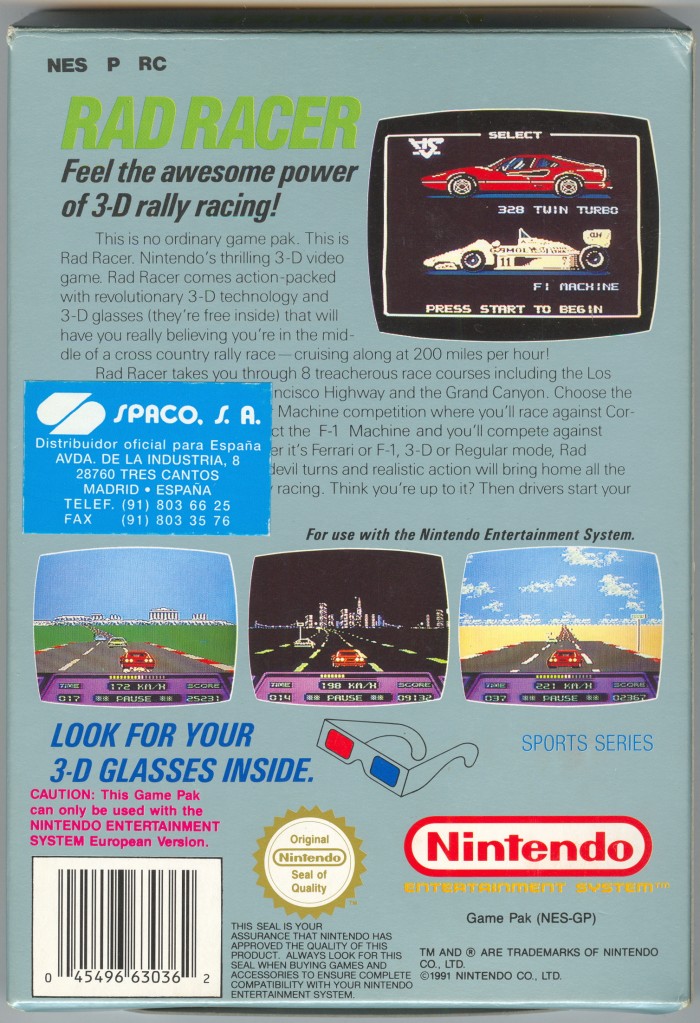 NES P RC
RAD RACER
Feel the awesome power
of 3-D rally racing!
This is no ordinary game pak. This is
Rad Racer. Nintendo's thrilling 3-D video
game. Rad Racer comes action-packed
with revolutionary 3-D technology and
3-D glasses (they're free inside) that will
have you really believing you're in the mid-
dle of a cross country rally race — cruising along at 200 miles per hour!
Rad Racer takes you through 8 treacherous race courses including the Los
ncisco Highway and the Grand Canyon. Choose the
Machine competition where you'll race against Cor-
ct the F-1 Machine and you'll compete against
er it's Ferrari or F-1, 3-D or Regular mode, Rad
devil turns and realistic action will bring home all the
racing. Think you're up to it? Then drivers start your
SELECT
328 TWIN TURBO
CAMOL
11
F1 MACHINE
PRESS START TO BEGIN
SPACO, S. A.
Distribuidor oficial para España
AVDA. DE LA INDUSTRIA, 8
28760 TRES CANTOS
MADRID • ESPAÑA
TELEF. (91) 803 66 25
FAX (91) 803 35 76
For use with the Nintendo Entertainment System.
TIME 172 KM/H SCORE
017 ※※ PAUSE ※※ 25231
TIME 198 KM/H SCORE
014 ※※ PAUSE ※※ 09132
TIME 221 KM/H SCORE
037 ※※ PAUSE ※※ 02367
LOOK FOR YOUR
3-D GLASSES INSIDE.
SPORTS SERIES
CAUTION: This Game Pak
can only be used with the
NINTENDO ENTERTAINMENT
SYSTEM European Version.
0 45496 63036 2
Original
Nintendo
Seal of
Quality
TM
THIS SEAL IS YOUR
ASSURANCE THAT NINTENDO HAS
APPROVED THE QUALITY OF THIS
PRODUCT. ALWAYS LOOK FOR THIS
SEAL WHEN BUYING GAMES AND
ACCESSORIES TO ENSURE COMPLETE
COMPATIBILITY WITH YOUR NINTENDO
ENTERTAINMENT SYSTEM.
Nintendo
ENTERTAINMENT SYSTEM™
Game Pak (NES-GP)
TM AND ® ARE TRADEMARKS OF NINTENDO
CO., LTD.
©1991 NINTENDO CO., LTD.